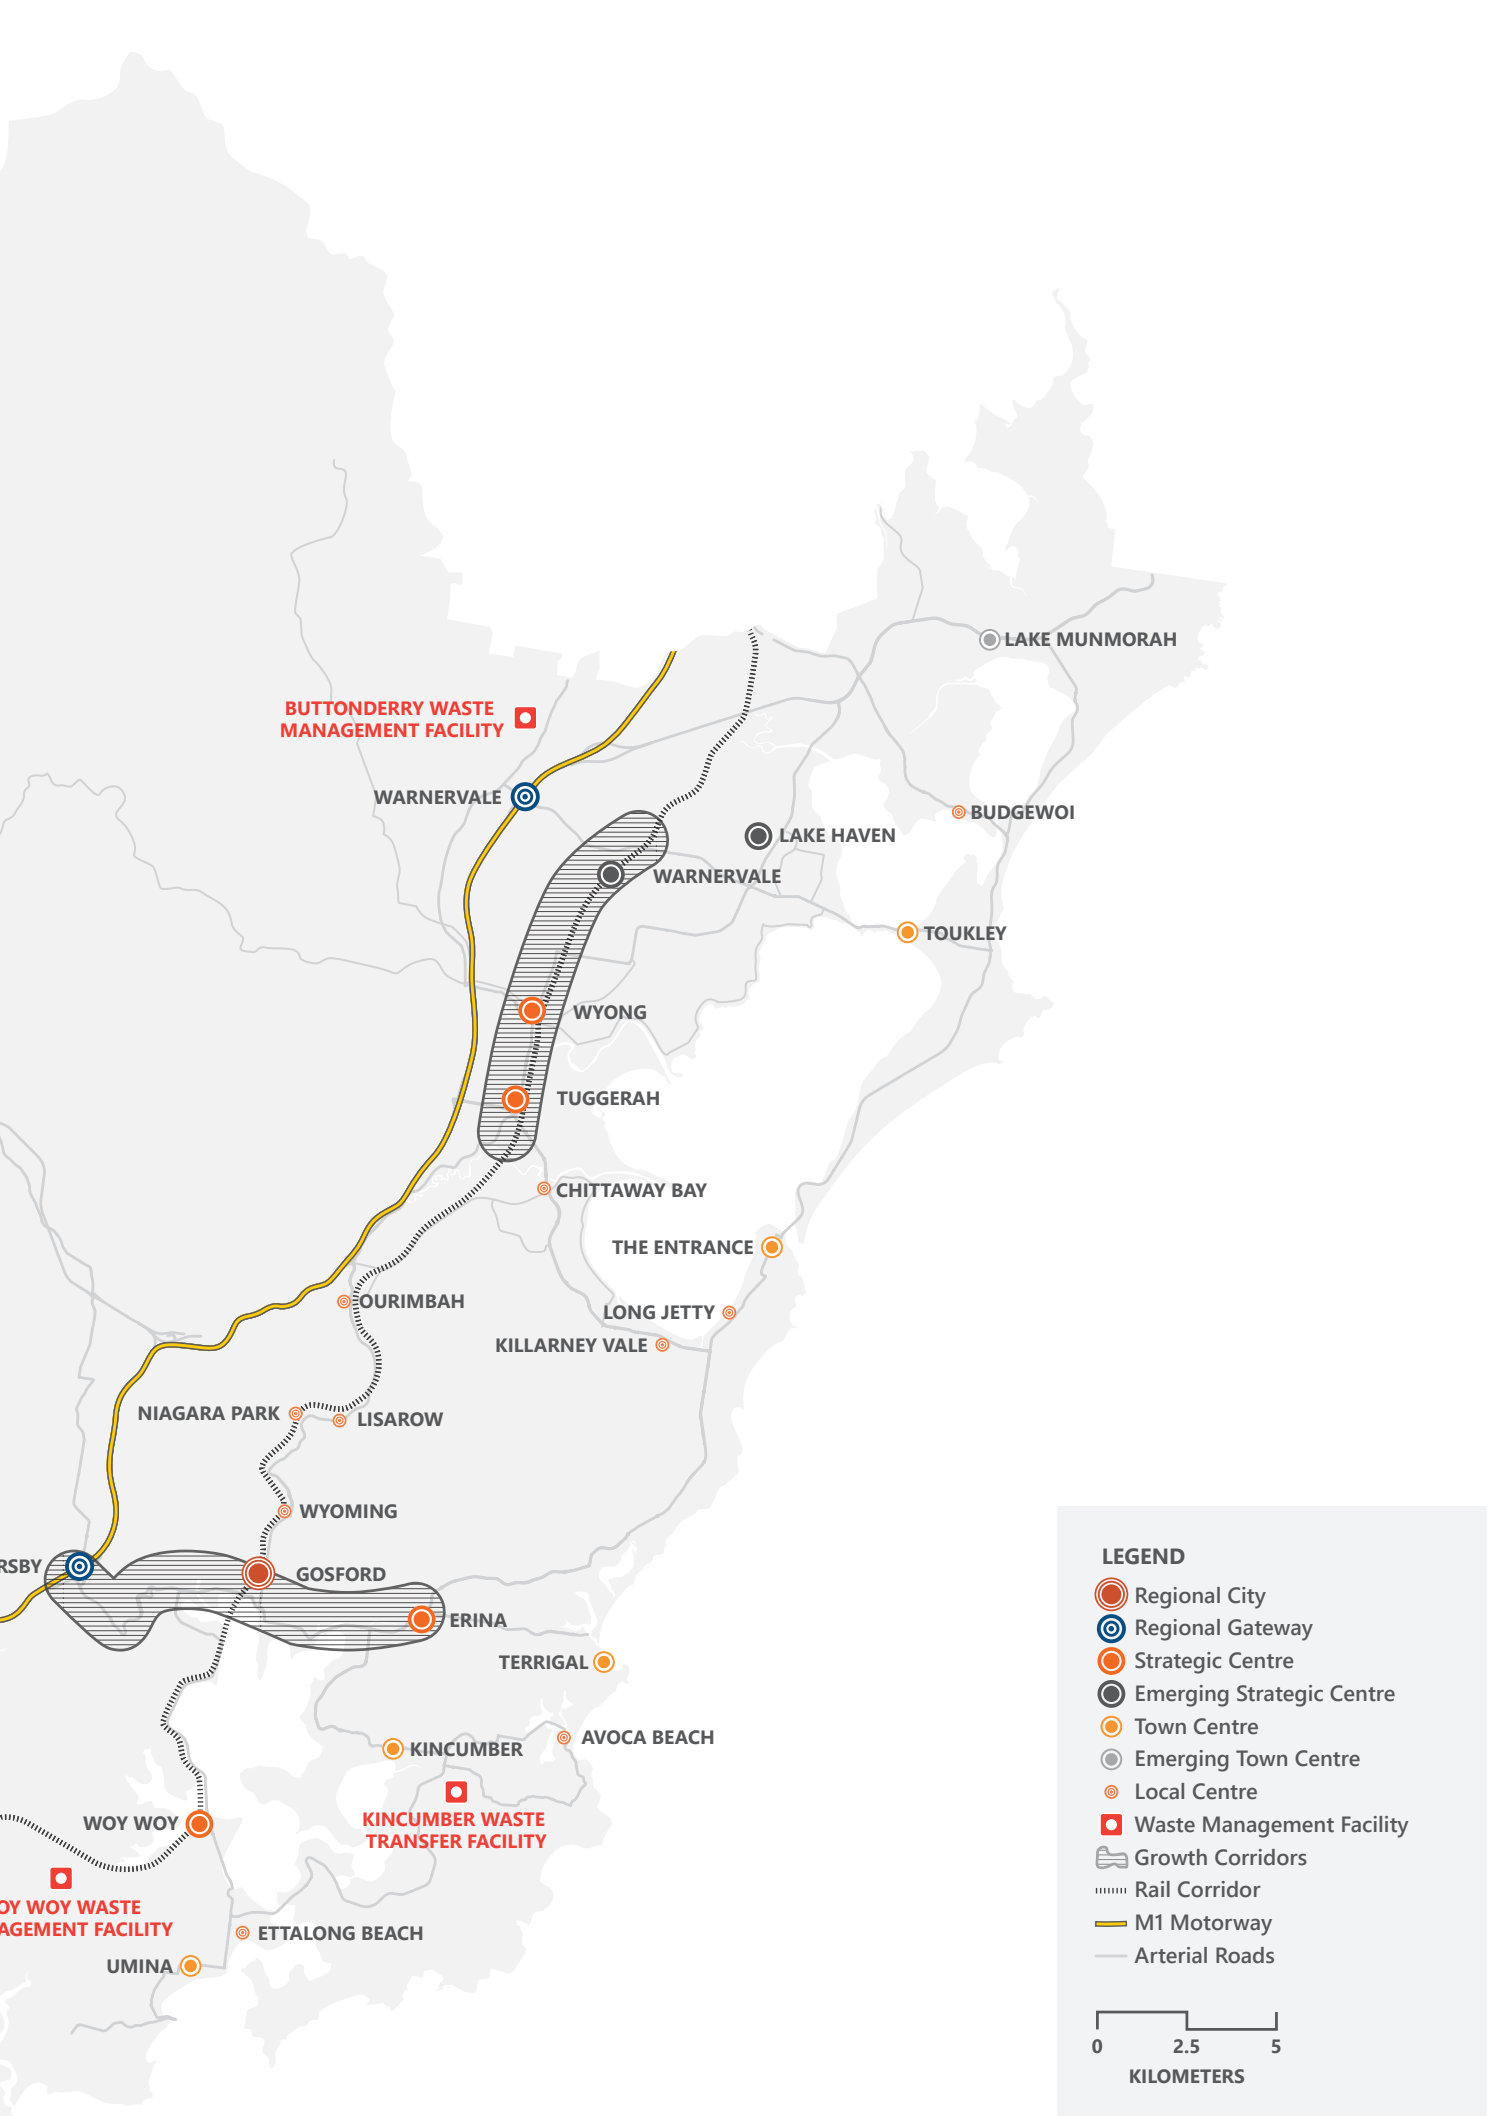 LAKE MUNMORAH
BUTTONDERRY WASTE
MANAGEMENT FACILITY
WARNERVALE
BUDGEWOI
LAKE HAVEN
WARNERVALE
TOUKLEY
WYONG
TUGGERAH
CHITTAWAY BAY
THE ENTRANCE
OURIMBAH
LONG JETTY
KILLARNEY VALE
NIAGARA PARK
LISAROW
WYOMING
RSBY
GOSFORD
ERINA
TERRIGAL
AVOCA BEACH
KINCUMBER
KINCUMBER WASTE
TRANSFER FACILITY
WOY WOY
OY WOY WASTE
AGEMENT FACILITY
ETTALONG BEACH
UMINA
LEGEND
Regional City
Regional Gateway
Strategic Centre
Emerging Strategic Centre
Town Centre
Emerging Town Centre
Local Centre
Waste Management Facility
Growth Corridors
Rail Corridor
M1 Motorway
Arterial Roads
0 2.5 5
KILOMETERS